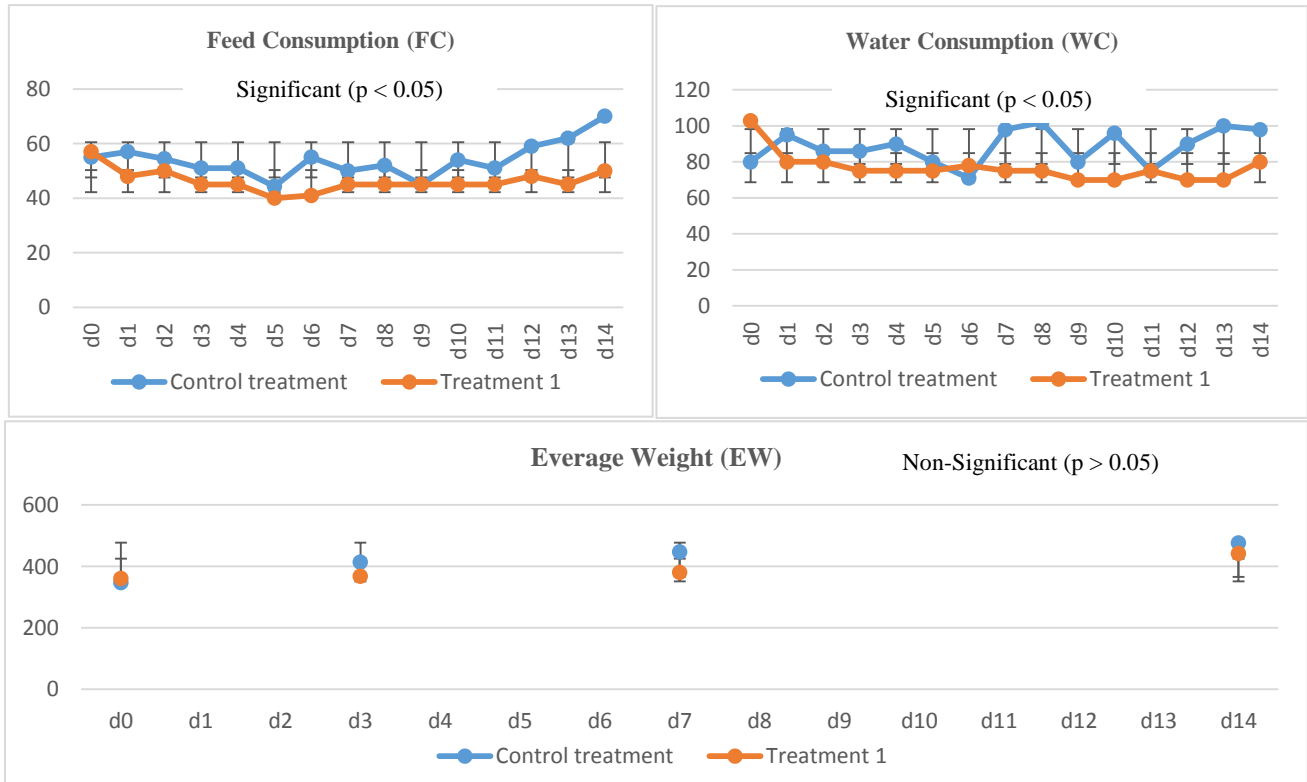 Feed Consumption (FC)
Significant (p < 0.05)
80
60
40
20
0
d0 d1 d2 d3 d4 d5 d6 d7 d8 d9 d10 d11 d12 d13 d14
Control treatment Treatment 1
Water Consumption (WC)
Significant (p < 0.05)
120
100
80
60
40
20
0
d0 d1 d2 d3 d4 d5 d6 d7 d8 d9 d10 d11 d12 d13 d14
Control treatment Treatment 1
Everage Weight (EW)
Non-Significant (p > 0.05)
600
400
200
0
d0 d1 d2 d3 d4 d5 d6 d7 d8 d9 d10 d11 d12 d13 d14
Control treatment Treatment 1